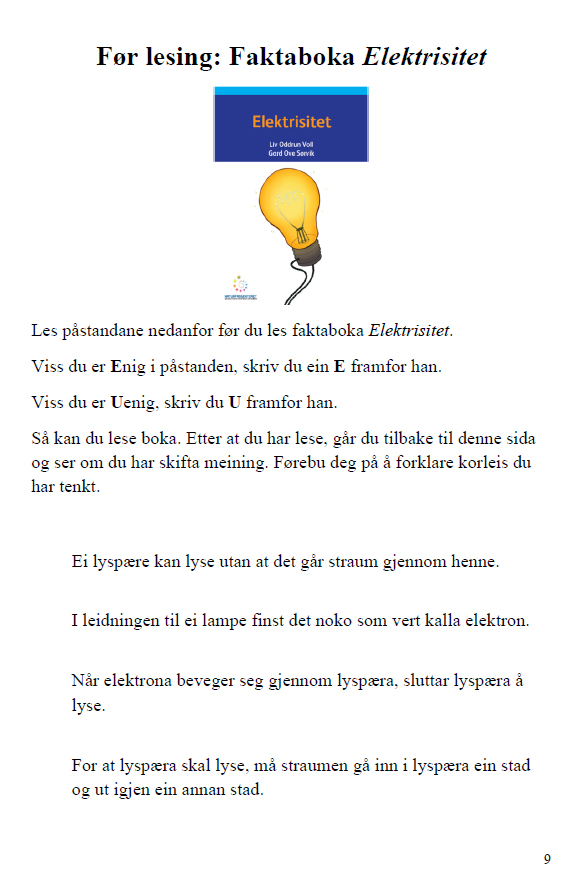 Før lesing: Faktaboka Elektrisitet
Elektrisitet
Liv Oddrun Voll
Gard Ove Sørvik
Les påstandane nedanfor før du les faktaboka Elektrisitet.
Viss du er Enig i påstanden, skriv du ein E framfor han.
Viss du er Uenig, skriv du U framfor han.
Så kan du lese boka. Etter at du har lese, går du tilbake til denne sida
og ser om du har skifta meining. Førebu deg på å forklare korleis du
har tenkt.
Ei lyspære kan lyse utan at det går straum gjennom henne.
I leidningen til ei lampe finst det noko som vert kalla elektron.
Når elektrona beveger seg gjennom lyspæra, sluttar lyspæra å
lyse.
For at lyspæra skal lyse, må straumen gå inn i lyspæra ein stad
og ut igjen ein annan stad.
9